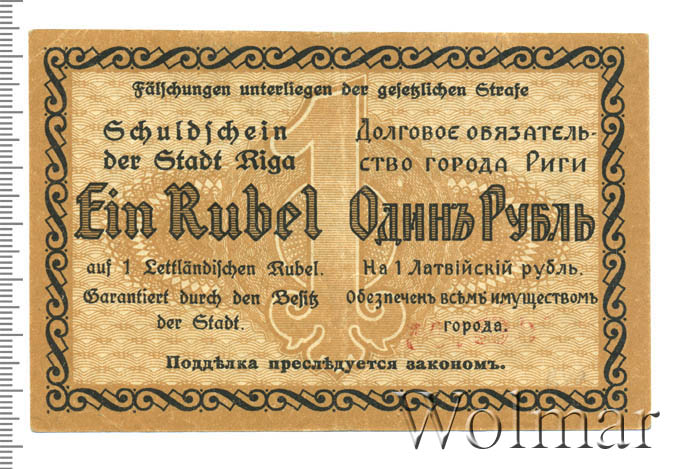 Fälschungen unterliegen der gesetzlichen Strafe
Schuldschein
der Stadt Riga
Ein Rubel
auf 1 Lettländischen Rubel.
Garantiert durch den Besitz
der Stadt.
Долговое обязатель-
ство города Риги
Одинъ Рубль
На 1 Латвійскій рубль.
Обезпеченъ всѣмъ имуществомъ
города.
1
Подделка преслѣдуется закономъ.
Wolmar